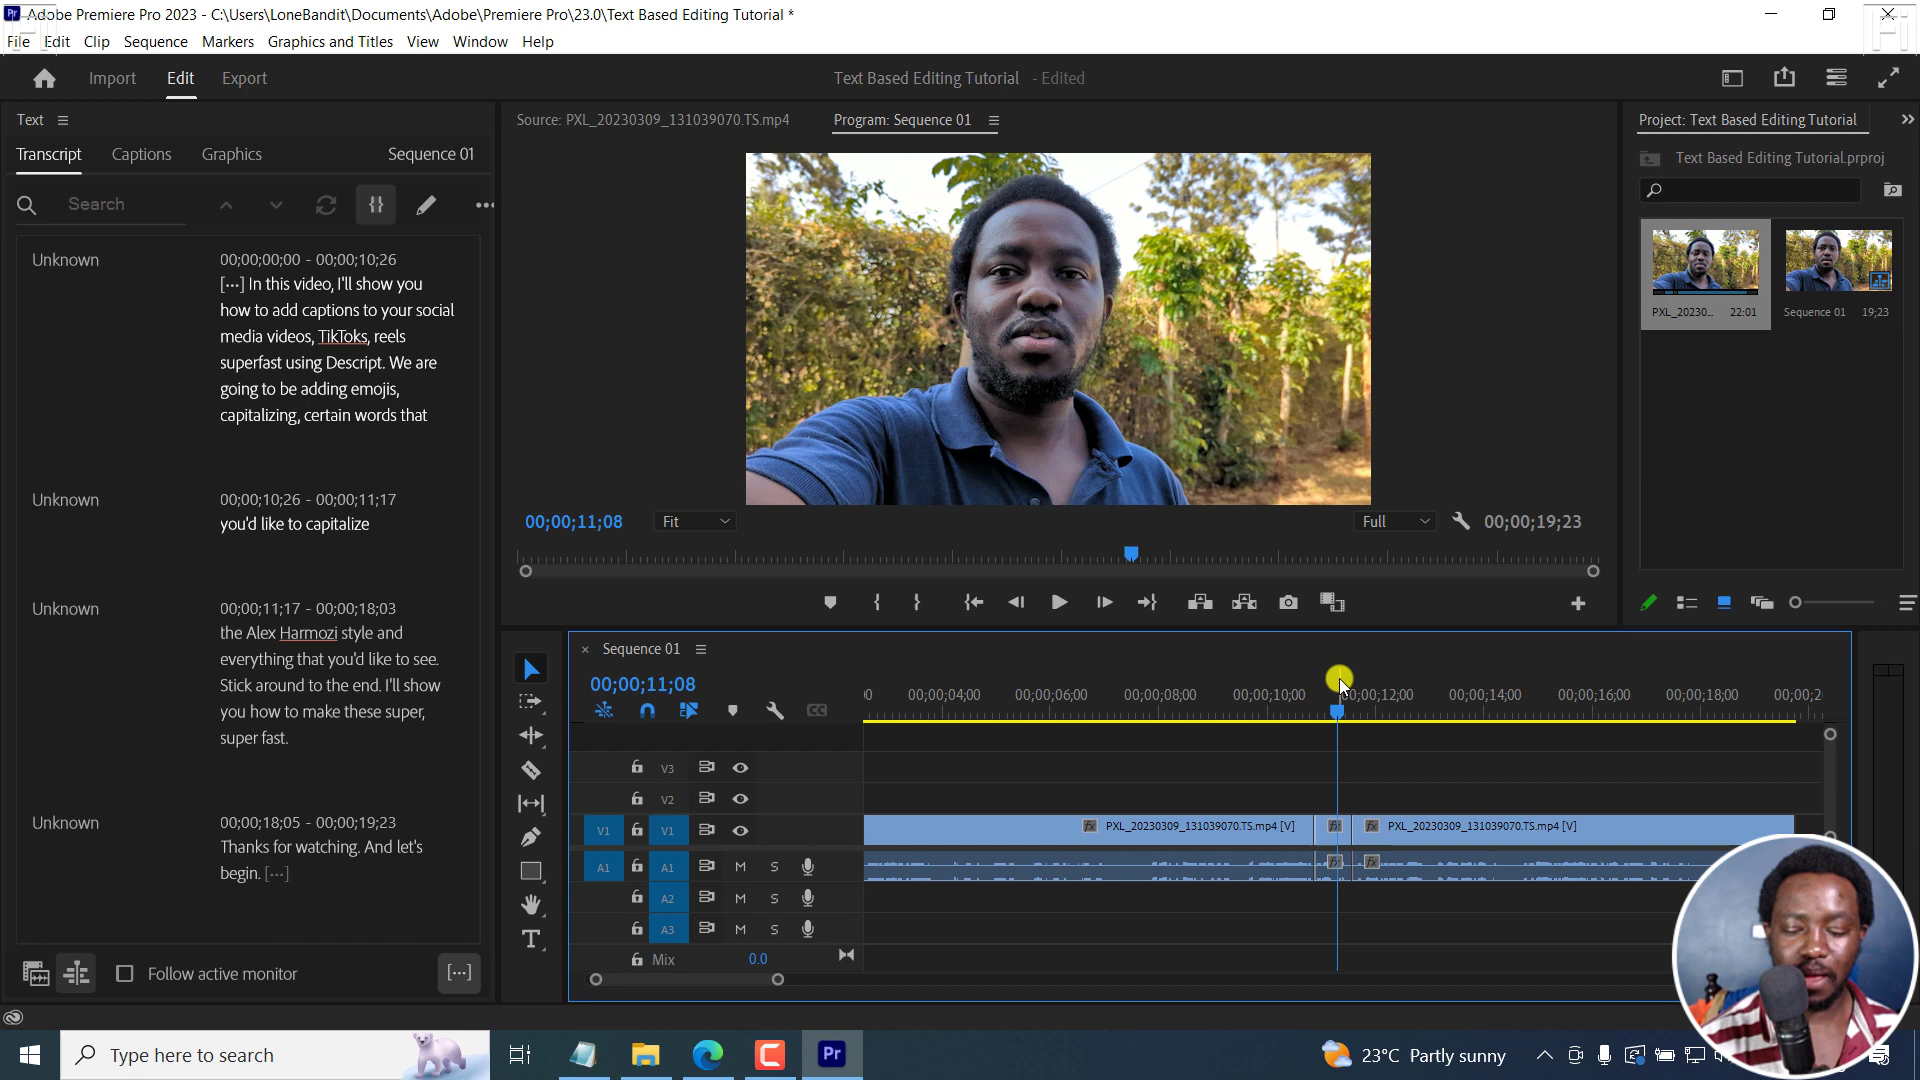 Pr Adobe Premiere Pro 2023 - C:\Users\LoneBandit\Documents\Adobe\Premiere Pro\23.0\Text Based Editing Tutorial *
File Edit Clip Sequence Markers Graphics and Titles View Window Help
Import Edit Export
Text Based Editing Tutorial - Edited
Text
Transcript Captions Graphics Sequence 01
Search
Unknown
00;00;00;00 - 00;00;10;26
[...] In this video, I'll show you
how to add captions to your social
media videos, TikToks, reels
superfast using Descript. We are
going to be adding emojis,
capitalizing, certain words that
Unknown
00;00;10;26 - 00;00;11;17
you'd like to capitalize
Unknown
00;00;11;17 - 00;00;18;03
the Alex Harmozi style and
everything that you'd like to see.
Stick around to the end. I'll show
you how to make these super,
super fast.
Unknown
00;00;18;05 - 00;00;19;23
Thanks for watching. And let's
begin. [...]
Follow active monitor
[...]
Source: PXL_20230309_131039070.TS.mp4
Program: Sequence 01
00;00;11;08
Fit
Full
00;00;19;23
Project: Text Based Editing Tutorial
Text Based Editing Tutorial.prproj
PXL_20230... 22:01
Sequence 01 19;23
× Sequence 01
00;00;11;08
00;00;04;00 00;00;06;00 00;00;08;00 00;00;10;00 00;00;12;00 00;00;14;00 00;00;16;00 00;00;18;00
V3
V2
V1 V1
fx PXL_20230309_131039070.TS.mp4 [V]
fx
fx PXL_20230309_131039070.TS.mp4 [V]
A1 A1 M S
fx
fx
A2 M S
A3 M S
Mix 0.0
Type here to search
Pr
23°C Partly sunny